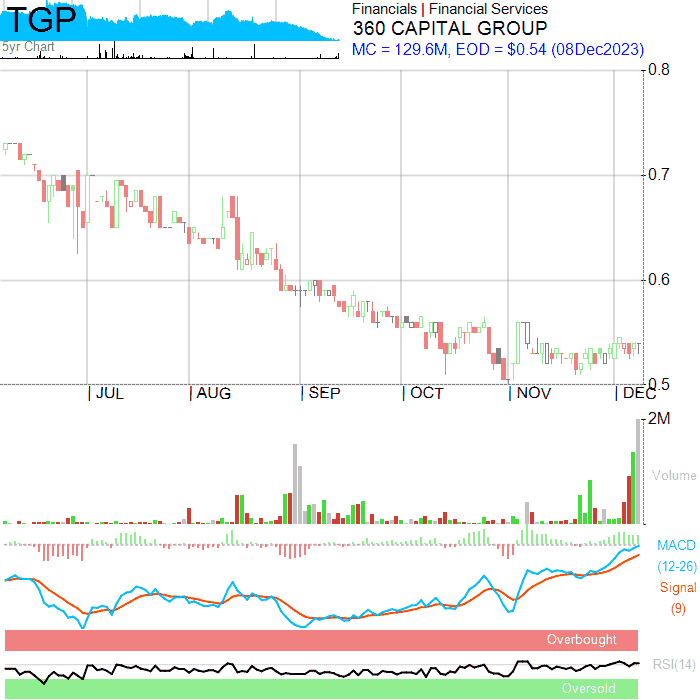 TGP
5yr Chart
Financials | Financial Services
360 CAPITAL GROUP
MC = 129.6M, EOD = $0.54 (08Dec2023)
0.8
0.7
0.6
0.5
JUL AUG SEP OCT NOV DEC
2M
Volume
MACD
(12-26)
Signal
(9)
Overbought
RSI(14)
Oversold